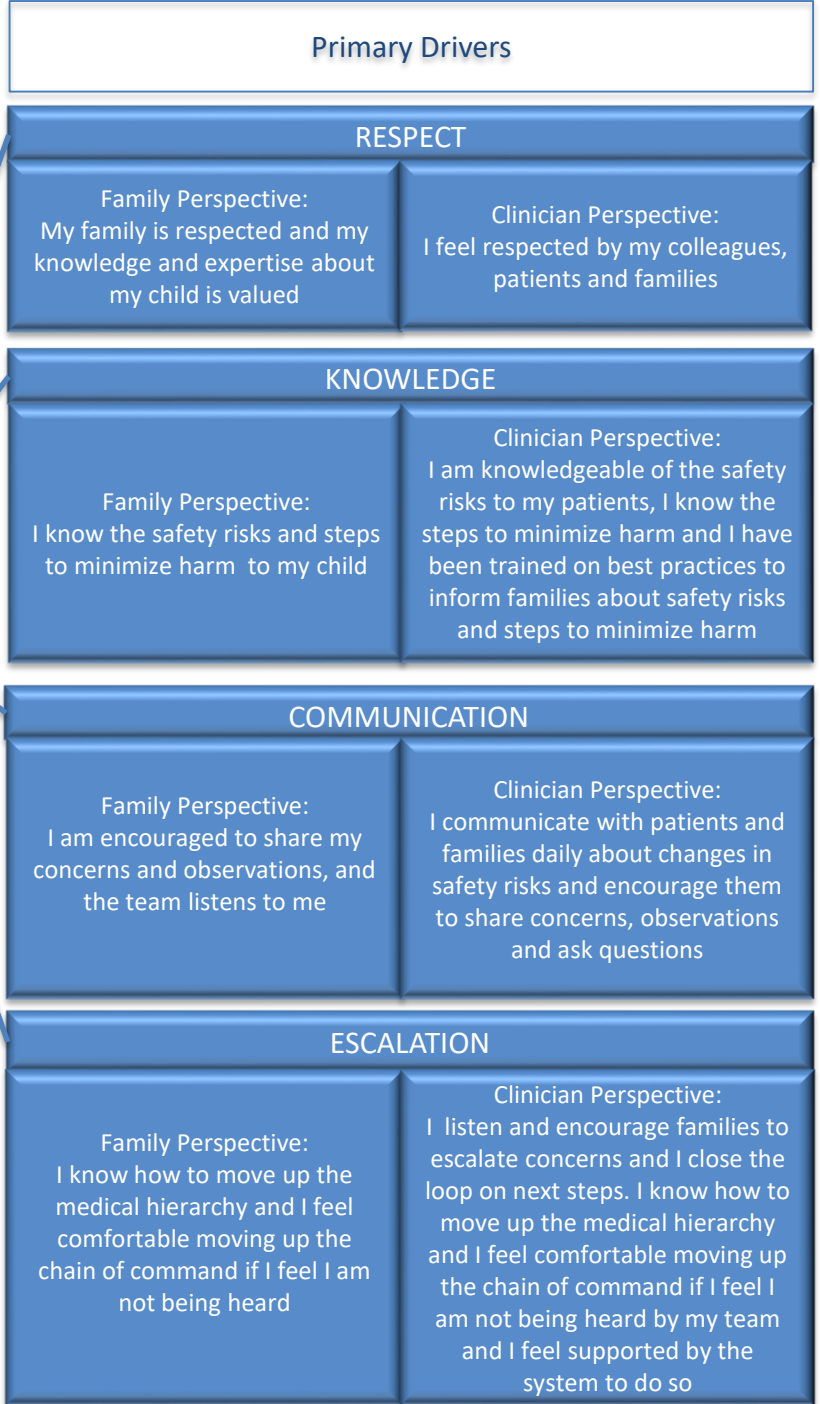 Primary Drivers
RESPECT
Family Perspective:
My family is respected and my
knowledge and expertise about
my child is valued
Clinician Perspective:
I feel respected by my colleagues,
patients and families
KNOWLEDGE
Family Perspective:
I know the safety risks and steps
to minimize harm  to my child
Clinician Perspective:
I am knowledgeable of the safety
risks to my patients, I know the
steps to minimize harm and I have
been trained on best practices to
inform families about safety risks
and steps to minimize harm
COMMUNICATION
Family Perspective:
I am encouraged to share my
concerns and observations, and
the team listens to me
Clinician Perspective:
I communicate with patients and
families daily about changes in
safety risks and encourage them
to share concerns, observations
and ask questions
ESCALATION
Family Perspective:
I know how to move up the
medical hierarchy and I feel
comfortable moving up the
chain of command if I feel I am
not being heard
Clinician Perspective:
I  listen and encourage families to
escalate concerns and I close the
loop on next steps. I know how to
move up the medical hierarchy
and I feel comfortable moving up
the chain of command if I feel I
am not being heard by my team
and I feel supported by the
system to do so